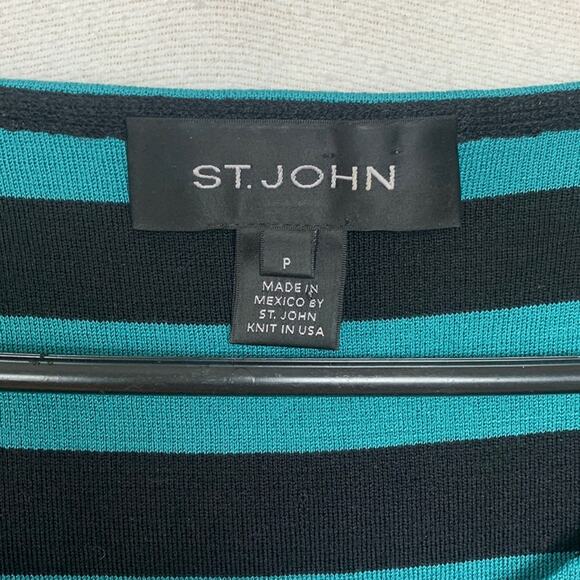 ST. JOHN
P
MADE IN
MEXICO BY
ST. JOHN
KNIT IN USA